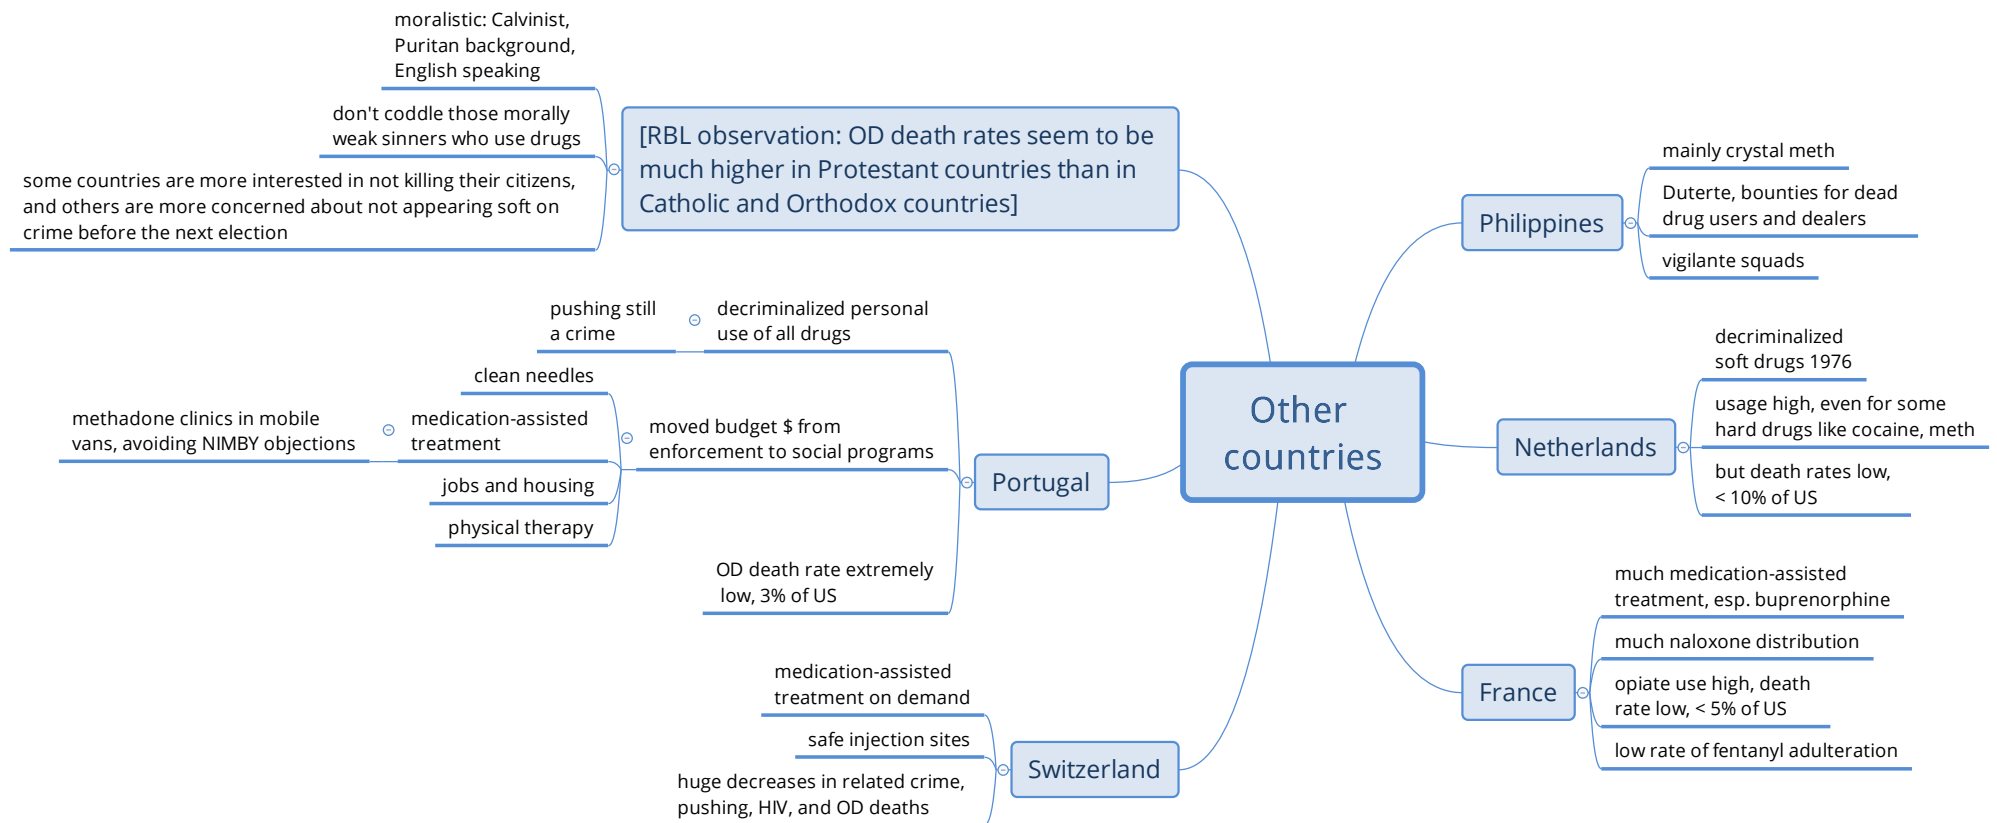 Other
countries
[RBL observation: OD death rates seem to be
much higher in Protestant countries than in
Catholic and Orthodox countries]
moralistic: Calvinist,
Puritan background,
English speaking
don't coddle those morally
weak sinners who use drugs
some countries are more interested in not killing their citizens,
and others are more concerned about not appearing soft on
crime before the next election
Portugal
decriminalized personal
use of all drugs
pushing still
a crime
moved budget $ from
enforcement to social programs
clean needles
medication-assisted
treatment
methadone clinics in mobile
vans, avoiding NIMBY objections
jobs and housing
physical therapy
OD death rate extremely
low, 3% of US
Switzerland
medication-assisted
treatment on demand
safe injection sites
huge decreases in related crime,
pushing, HIV, and OD deaths
Philippines
mainly crystal meth
Duterte, bounties for dead
drug users and dealers
vigilante squads
Netherlands
decriminalized
soft drugs 1976
usage high, even for some
hard drugs like cocaine, meth
but death rates low,
< 10% of US
France
much medication-assisted
treatment, esp. buprenorphine
much naloxone distribution
opiate use high, death
rate low, < 5% of US
low rate of fentanyl adulteration